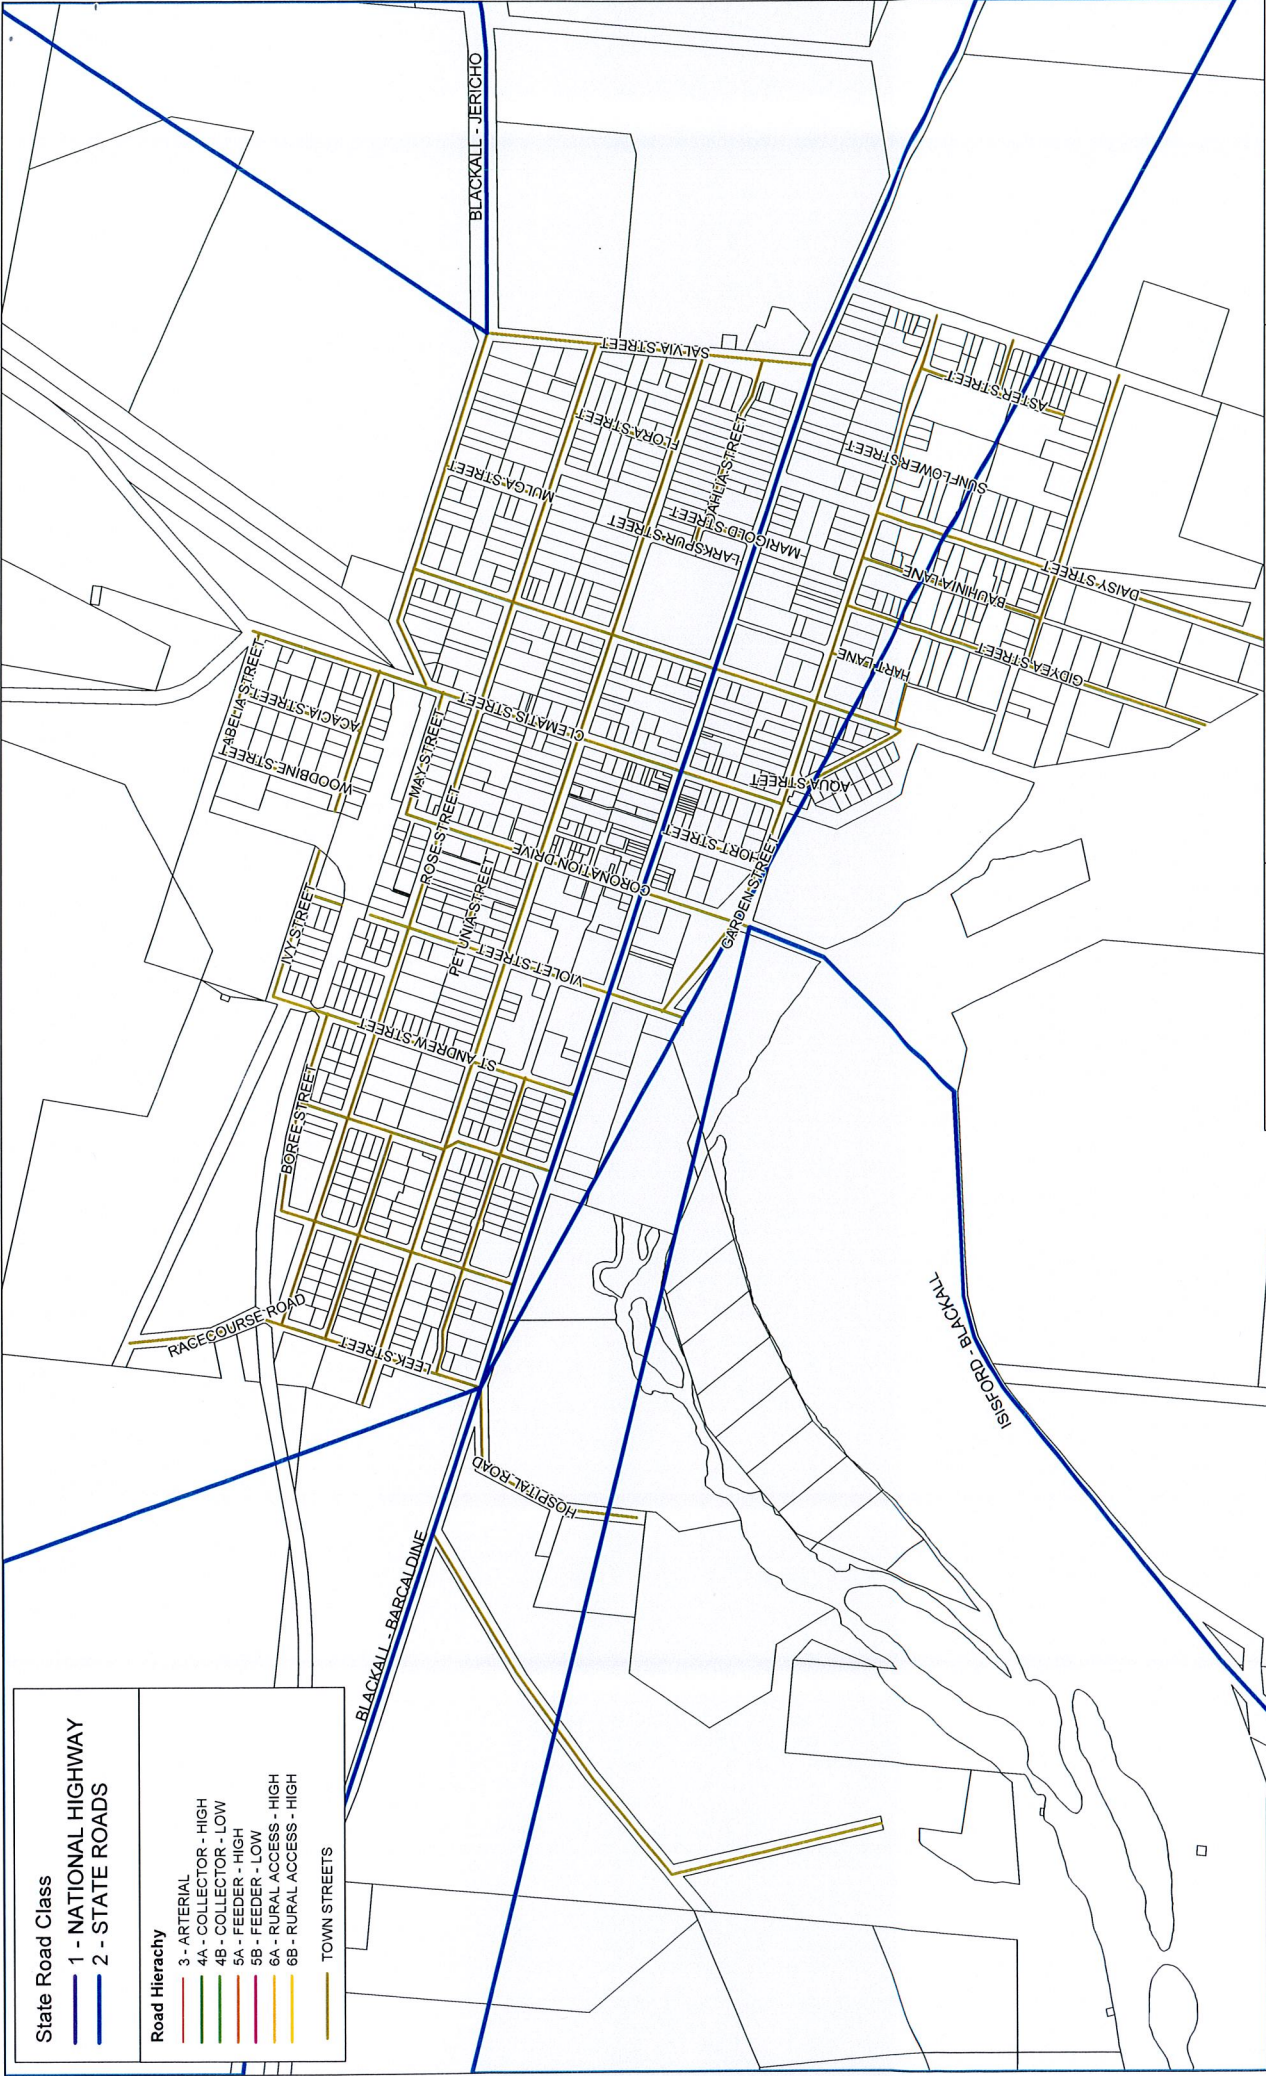 State Road Class
1 - NATIONAL HIGHWAY
2 - STATE ROADS
Road Hierachy
3 - ARTERIAL
4A - COLLECTOR - HIGH
4B - COLLECTOR - LOW
5A - FEEDER - HIGH
5B - FEEDER - LOW
6A - RURAL ACCESS - HIGH
6B - RURAL ACCESS - HIGH
TOWN STREETS
BLACKALL - BARCALDINE
RACECOURSE ROAD
HOSPITAL ROAD
LEEK STREET
BOREE STREET
ST ANDREW STREET
IVY STREET
VIOLET STREET
PETUNIA STREET
ROSE STREET
CORONATION DRIVE
MAY STREET
WOODBINE STREET
ABELIA STREET
ACACIA STREET
CLEMATIS STREET
GARDEN STREET
HORT STREET
AQUA STREET
HART LANE
GIDYEA STREET
BAUHINIA LANE
DAISY STREET
MARIGOLD STREET
LARKSPUR STREET
AHLIA STREET
MULGA STREET
FLORA STREET
SUNFLOWER STREET
ASTER STREET
SALVIA STREET
BLACKALL - JERICHO
ISISFORD - BLACKALL